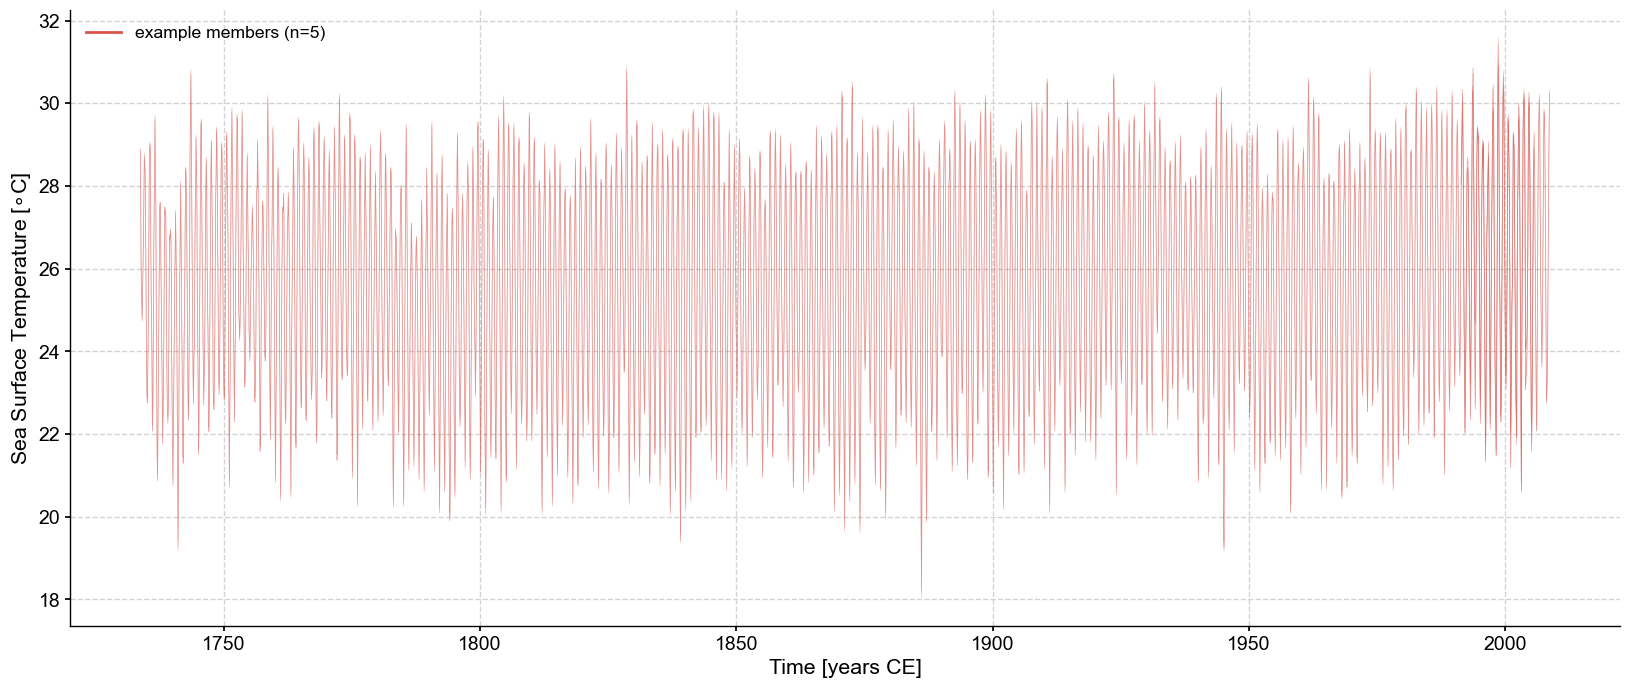 32
30
28
26
24
22
20
18
Sea Surface Temperature [∘C]
example members (n=5)
1750 1800 1850 1900 1950 2000
Time [years CE]